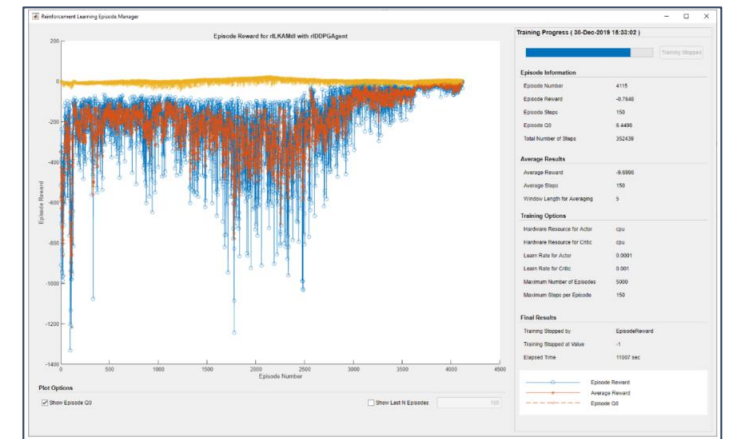 Reinforcement Learning Episode Manager
Episode Reward for rlLKAMdl with rlDDPGAgent
200
0
-200
-400
-600
-800
-1000
-1200
-1400
Episode Reward
0 500 1000 1500 2000 2500 3000 3500 4000 4500
Episode Number
Plot Options
Show Episode Q0
Show Last N Episodes
Training Progress ( 30-Dec-2019 18:33:02 )
Training Stopped
Episode Information
Episode Number 4115
Episode Reward
Episode Steps 150
Episode Q0
Total Number of Steps 352439
Average Results
Average Reward
Average Steps 150
Window Length for Averaging 5
Training Options
Hardware Resource for Actor cpu
Hardware Resource for Critic cpu
Learn Rate for Actor 0.0001
Learn Rate for Critic 0.001
Maximum Number of Episodes 5000
Maximum Steps per Episode 150
Final Results
Training Stopped by EpisodeReward
Training Stopped at Value -1
Elapsed Time 11007 sec
Episode Reward
Average Reward
Episode Q0